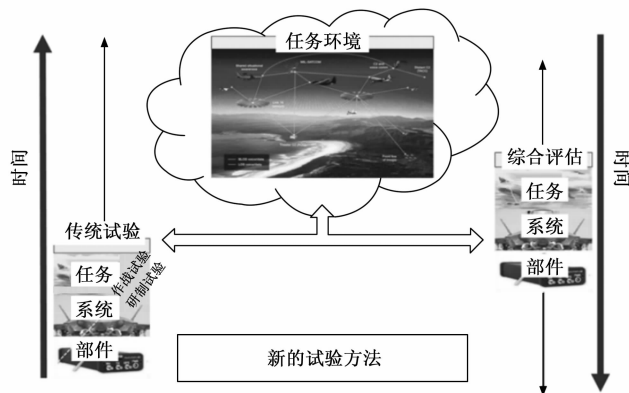 任务环境
时间
传统试验
任务
作战试验
研制试验
系统
部件
综合评估
任务
系统
部件
时间
新的试验方法